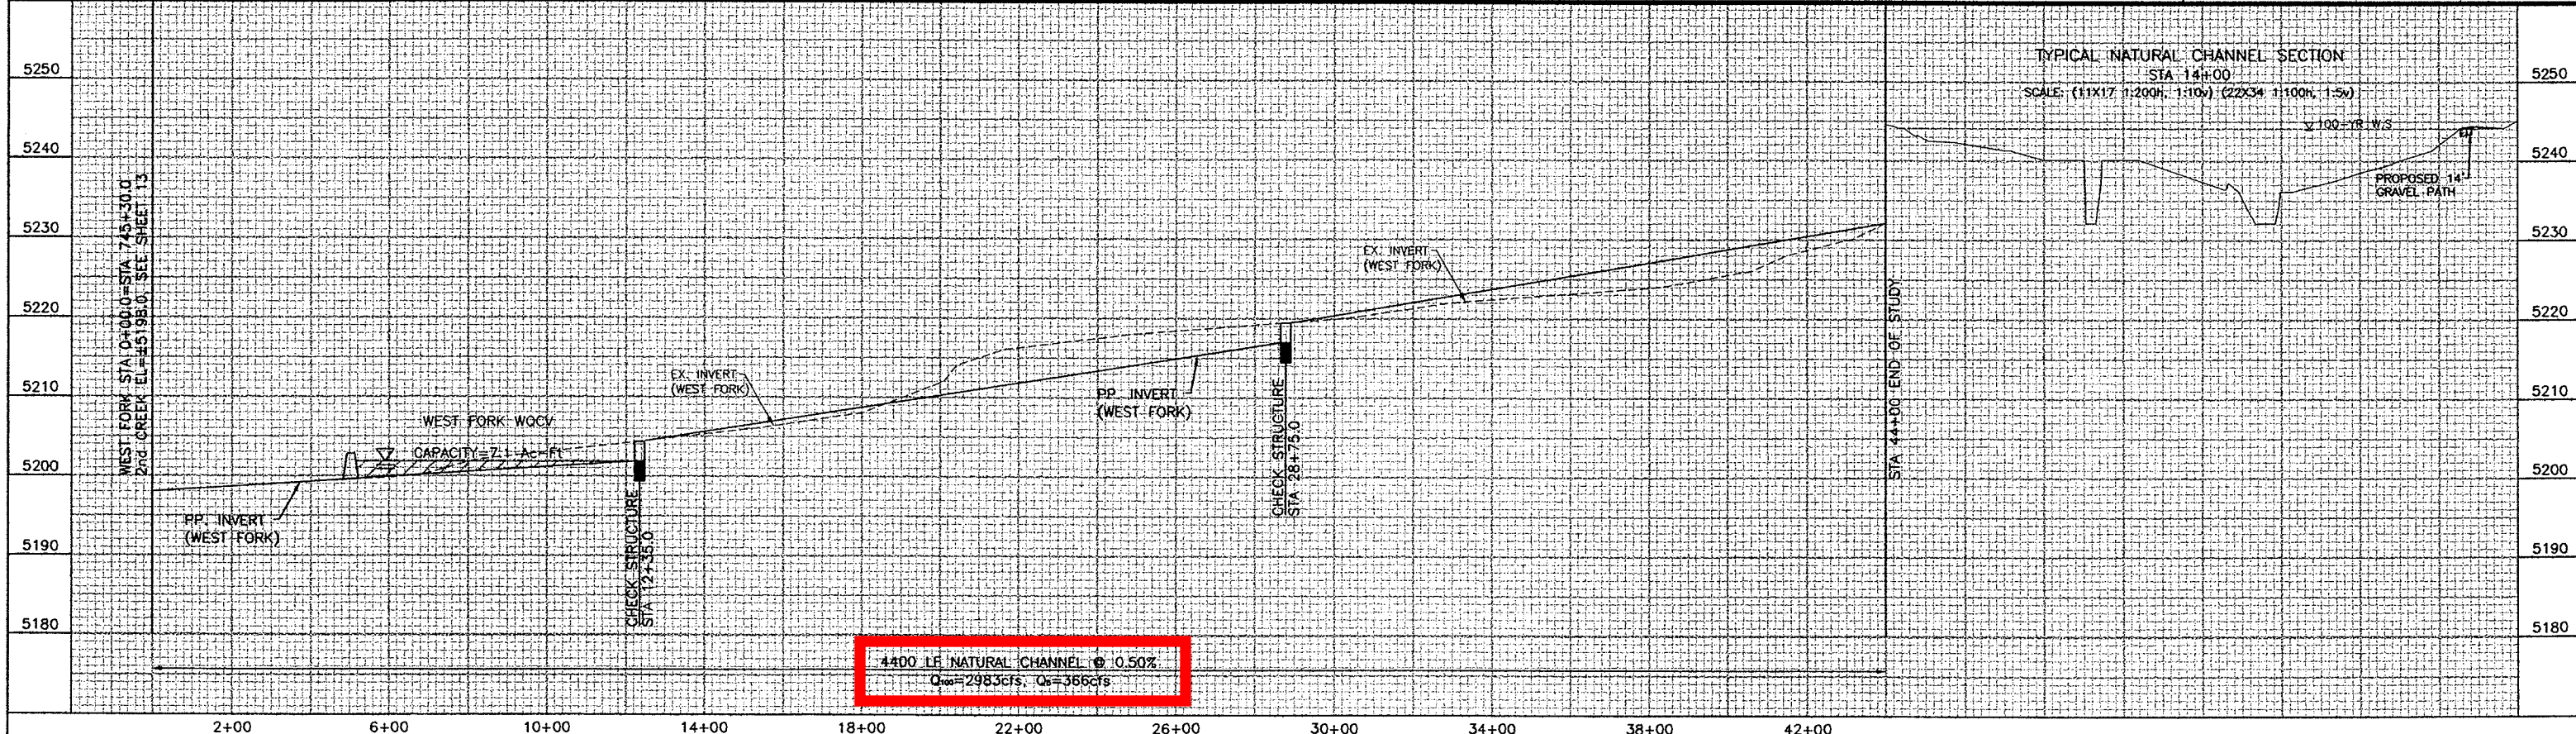 TYPICAL NATURAL CHANNEL SECTION
STA 14+00
SCALE: (11X17 1:200h, 1:10v) (22X34 1:100h, 1:5v)
100-YR W.S
PROPOSED 14'
GRAVEL PATH
5250
5240
5230
5220
5210
5200
5190
5180
5250
5240
5230
5220
5210
5200
5190
5180
WEST FORK STA 0+00.0=STA 745+30.0
2nd CREEK EL=±5198.0, SEE SHEET 13
EX. INVERT
(WEST FORK)
EX. INVERT
(WEST FORK)
WEST FORK WQCV
CAPACITY=7.1-Ac-Ft
PP. INVERT
(WEST FORK)
PP INVERT
(WEST FORK)
CHECK STRUCTURE
STA 12+35.0
CHECK STRUCTURE
STA 28+75.0
STA 44+00 END OF STUDY
4400 LF NATURAL CHANNEL @ 0.50%
Q₁₀₀=2983cfs, Q₅=366cfs
2+00 6+00 10+00 14+00 18+00 22+00 26+00 30+00 34+00 38+00 42+00